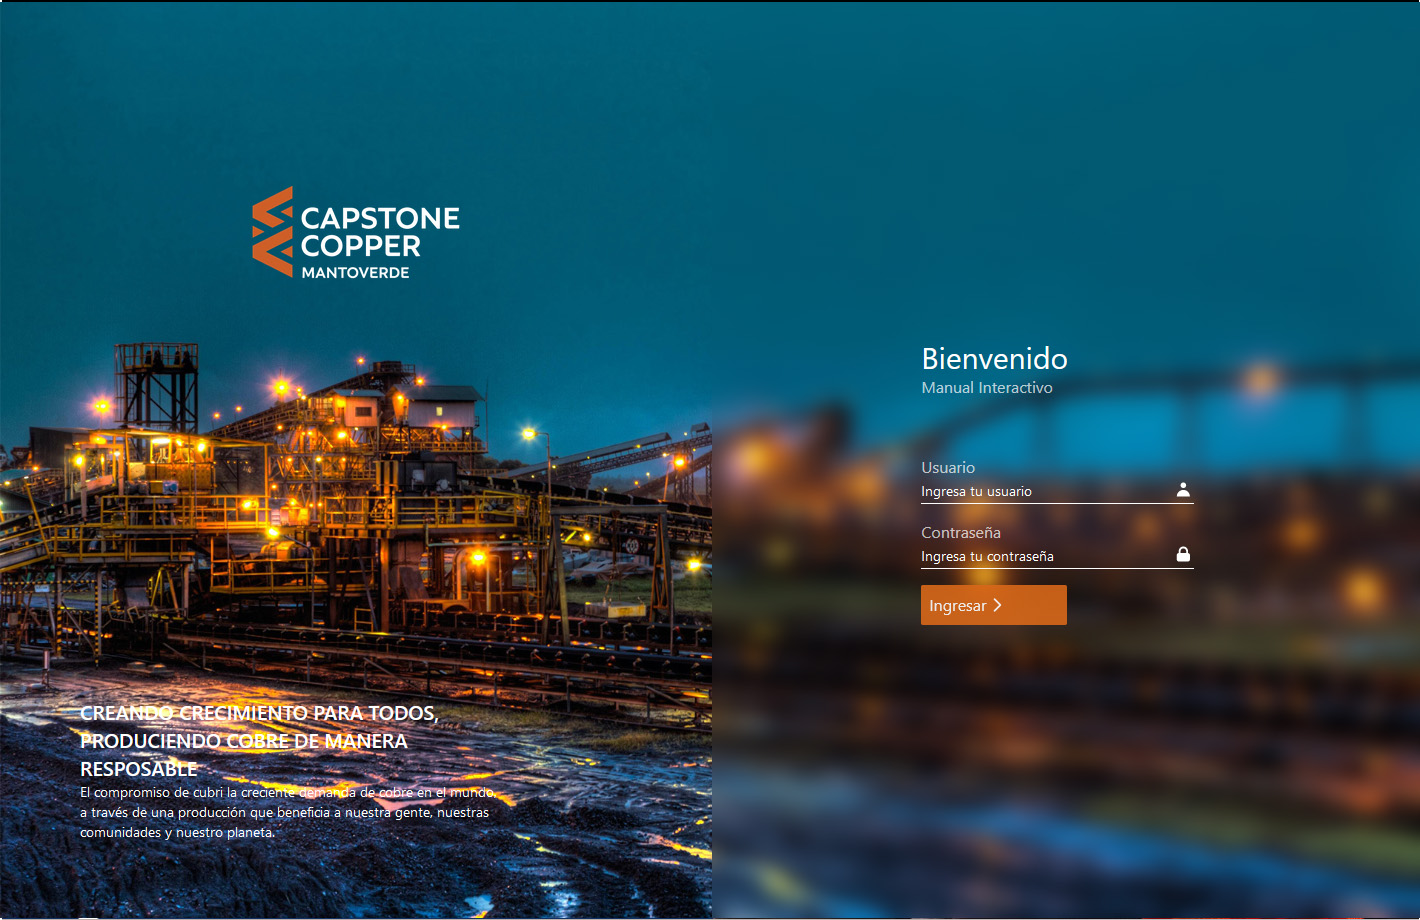 CAPSTONE
COPPER
MANTOVERDE
CREANDO CRECIMIENTO PARA TODOS,
PRODUCIENDO COBRE DE MANERA
RESPOSABLE
El compromiso de cubri la creciente demanda de cobre en el mundo,
a través de una producción que beneficia a nuestra gente, nuestras
comunidades y nuestro planeta.
Bienvenido
Manual Interactivo
Usuario
Ingresa tu usuario
Contraseña
Ingresa tu contraseña
Ingresar